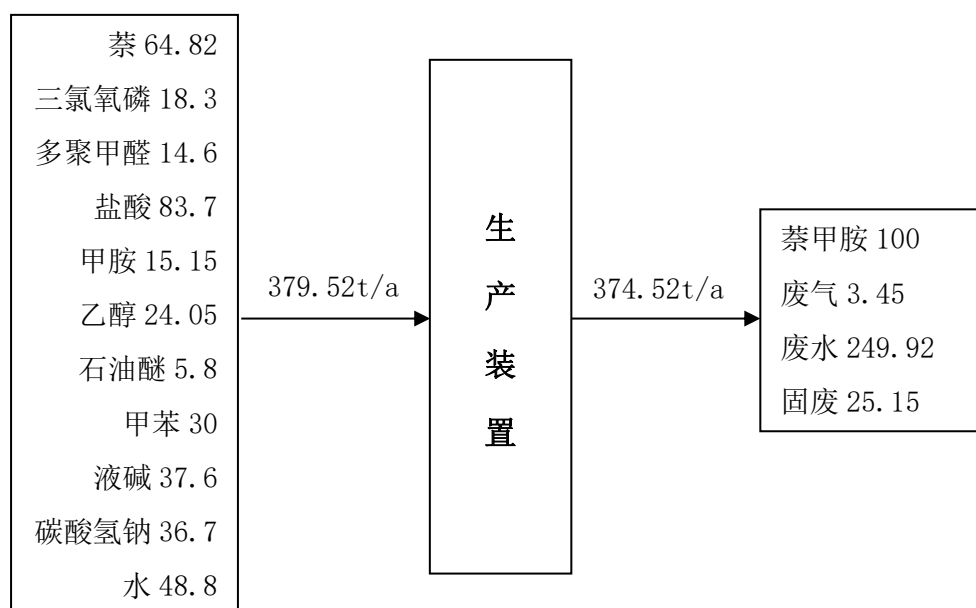 萘 64.82
三氯氧磷 18.3
多聚甲醛 14.6
盐酸 83.7
甲胺 15.15
乙醇 24.05
石油醚 5.8
甲苯 30
液碱 37.6
碳酸氢钠 36.7
水 48.8
379.52t/a
生
产
装
置
374.52t/a
萘甲胺 100
废气 3.45
废水 249.92
固废 25.15